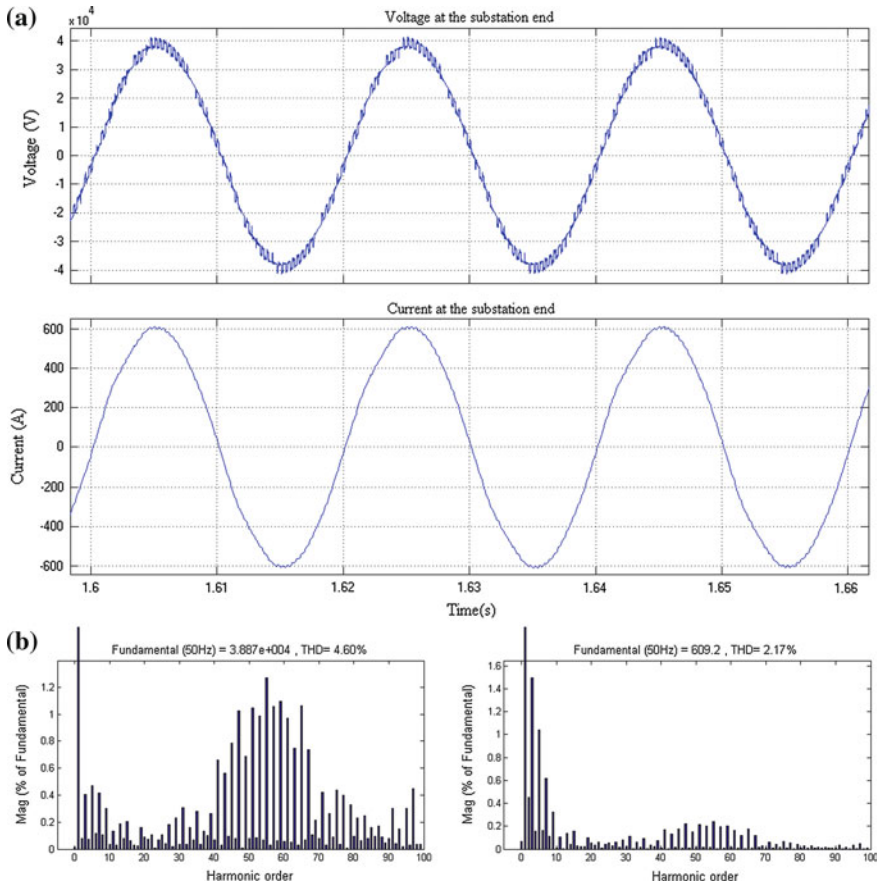 (a)
× 10⁴
Voltage at the substation end
4
3
2
1
0
-1
-2
-3
4
Voltage (V)
Current at the substation end
600
400
200
0
-200
-400
-600
Current (A)
1.6 1.61 1.62 1.63 1.64 1.65 1.66
Time(s)
(b)
Fundamental (50Hz) = 3.887e+004 , THD= 4.60%
1.2
1
0.8
0.6
0.4
0.2
0
Mag (% of Fundamental)
0 10 20 30 40 50 60 70 80 90 100
Harmonic order
Fundamental (50Hz) = 609.2 , THD= 2.17%
1.6
1.4
1.2
1
0.8
0.6
0.4
0.2
0
Mag (% of Fundamental)
0 10 20 30 40 50 60 70 80 90 100
Harmonic order